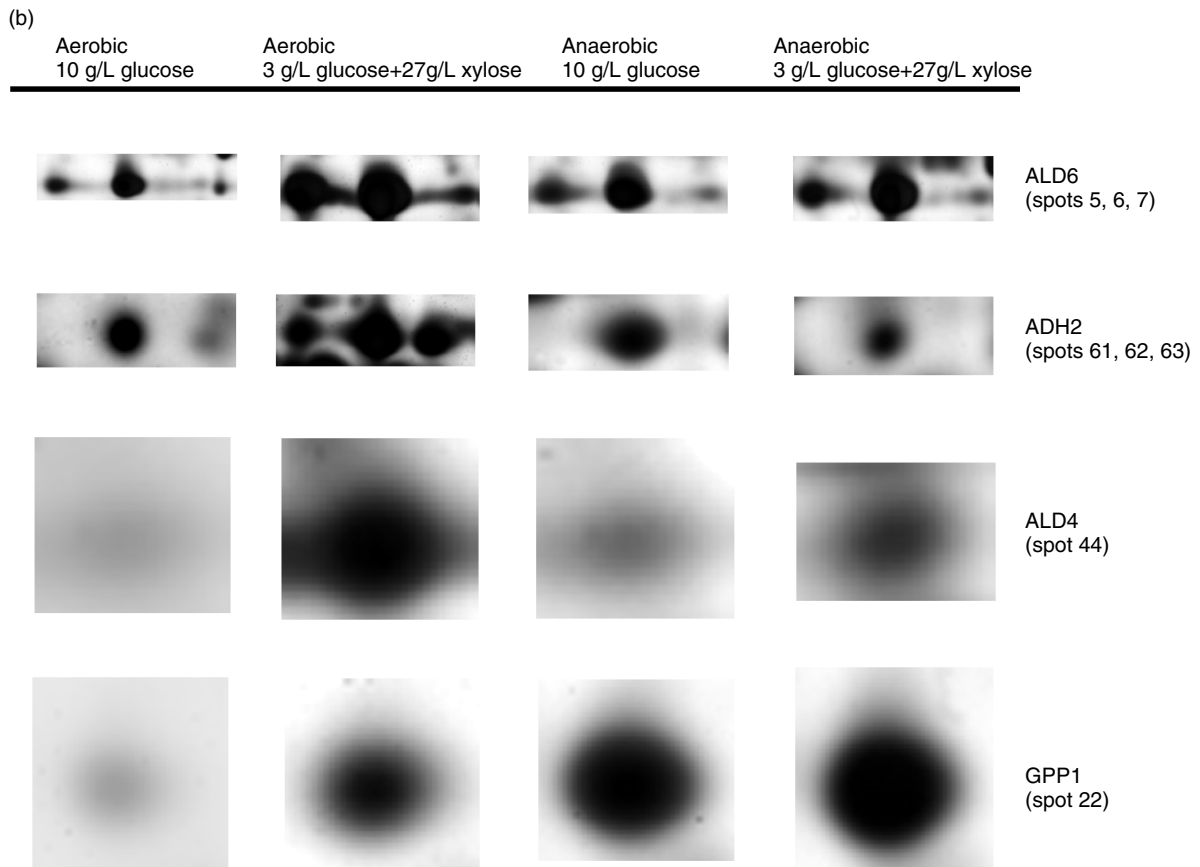 (b)
Aerobic
10 g/L glucose
Aerobic
3 g/L glucose+27g/L xylose
Anaerobic
10 g/L glucose
Anaerobic
3 g/L glucose+27g/L xylose
ALD6
(spots 5, 6, 7)
ADH2
(spots 61, 62, 63)
ALD4
(spot 44)
GPP1
(spot 22)